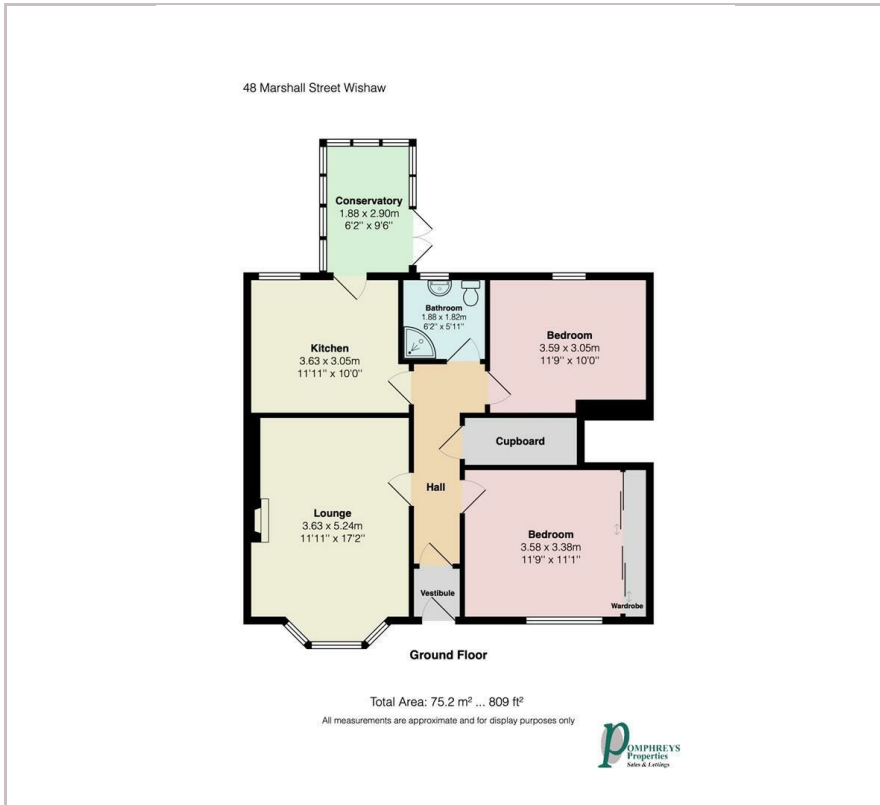 48 Marshall Street Wishaw
Conservatory
1.88 x 2.90m
6'2'' x 9'6''
Kitchen
3.63 x 3.05m
11'11'' x 10'0''
Bathroom
1.88 x 1.82m
6'2'' x 5'11''
Bedroom
3.59 x 3.05m
11'9'' x 10'0''
Cupboard
Hall
Lounge
3.63 x 5.24m
11'11'' x 17'2''
Bedroom
3.58 x 3.38m
11'9'' x 11'1''
Vestibule
Wardrobe
Ground Floor
Total Area: 75.2 m² ... 809 ft²
All measurements are approximate and for display purposes only
POMPHREYS
Properties
Sales & Lettings